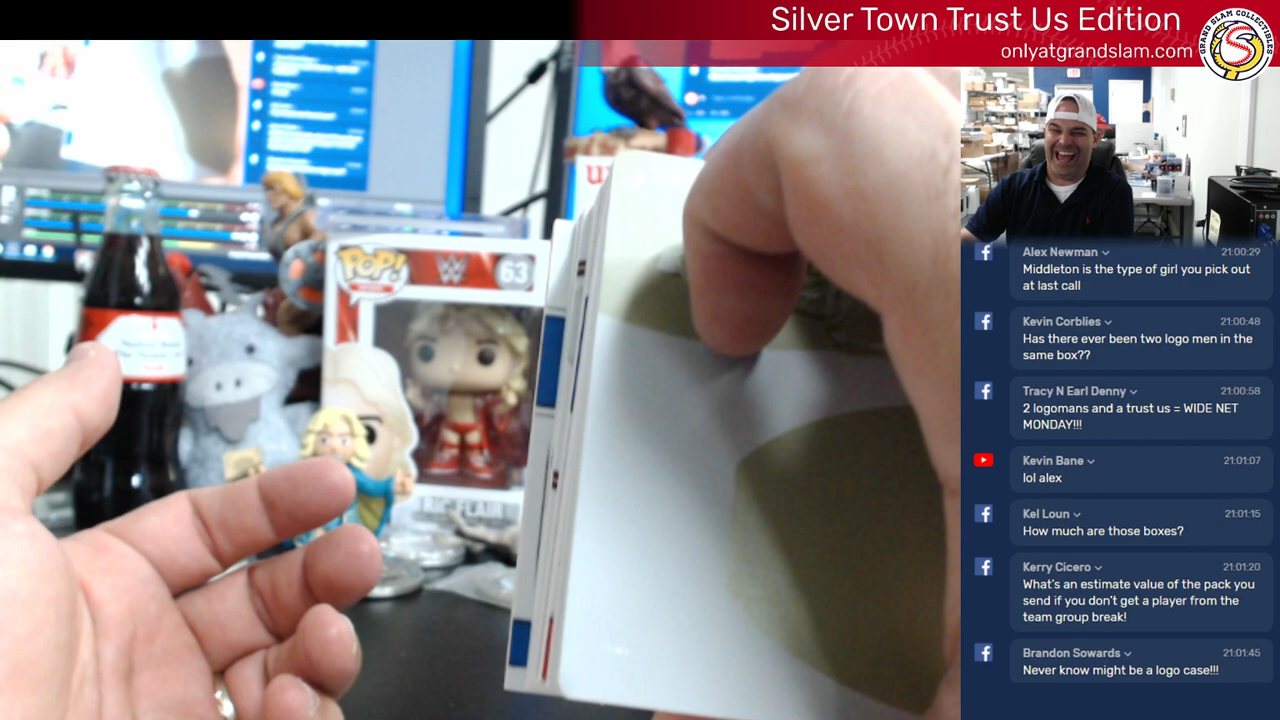 Silver Town Trust Us Edition
onlyatgrandslam.com
GRAND SLAM COLLECTIBLES
POP!
W
63
RIC FLAIR
Alex Newman
21:00:29
Middleton is the type of girl you pick out
at last call
Kevin Corblies
21:00:48
Has there ever been two logo men in the
same box??
Tracy N Earl Denny
21:00:58
2 logomans and a trust us = WIDE NET
MONDAY!!!
Kevin Bane
21:01:07
lol alex
Kel Loun
21:01:15
How much are those boxes?
Kerry Cicero
21:01:20
What's an estimate value of the pack you
send if you don't get a player from the
team group break!
Brandon Sowards
21:01:45
Never know might be a logo case!!!